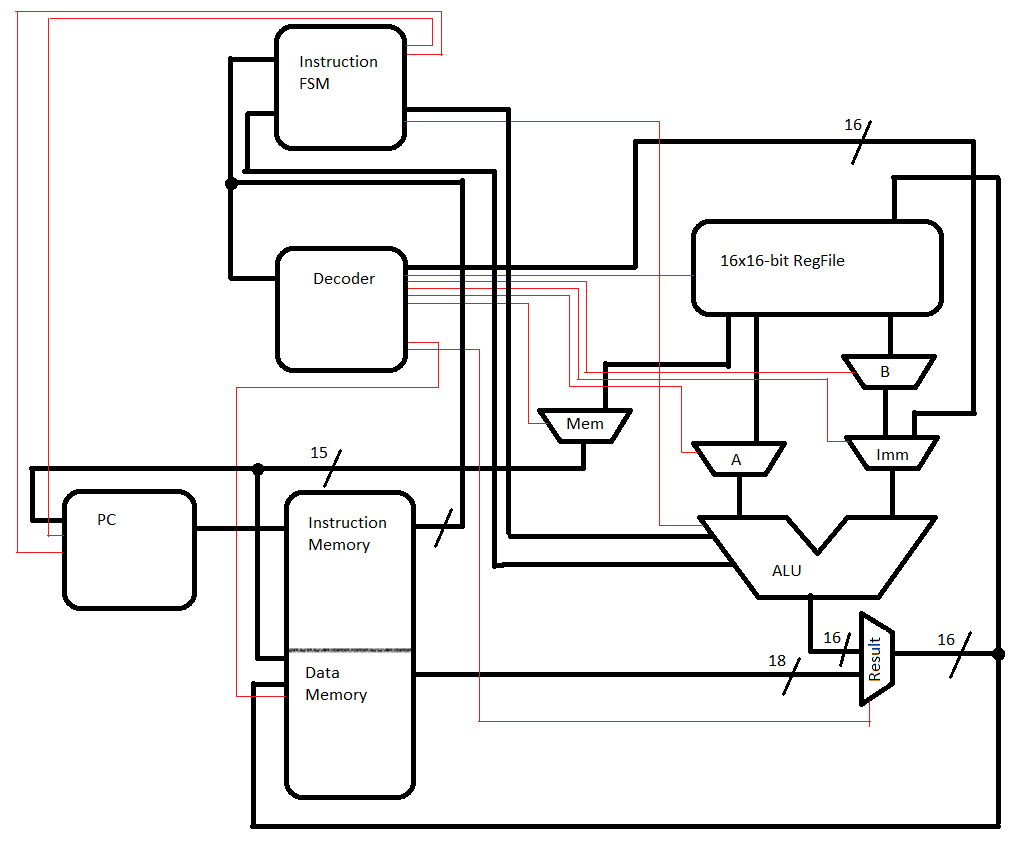 Instruction
FSM
16
16x16-bit RegFile
Decoder
B
Mem
Imm
A
15
PC
Instruction
Memory
ALU
16
Result
16
18
Data
Memory